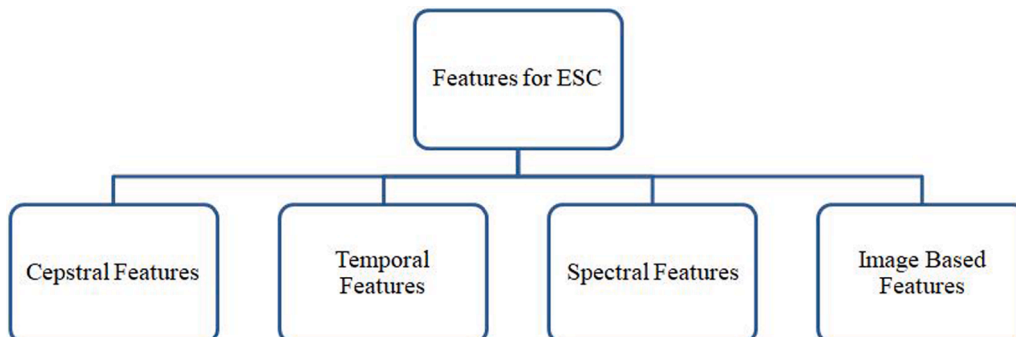 Features for ESC
Cepstral Features
Temporal
Features
Spectral Features
Image Based
Features